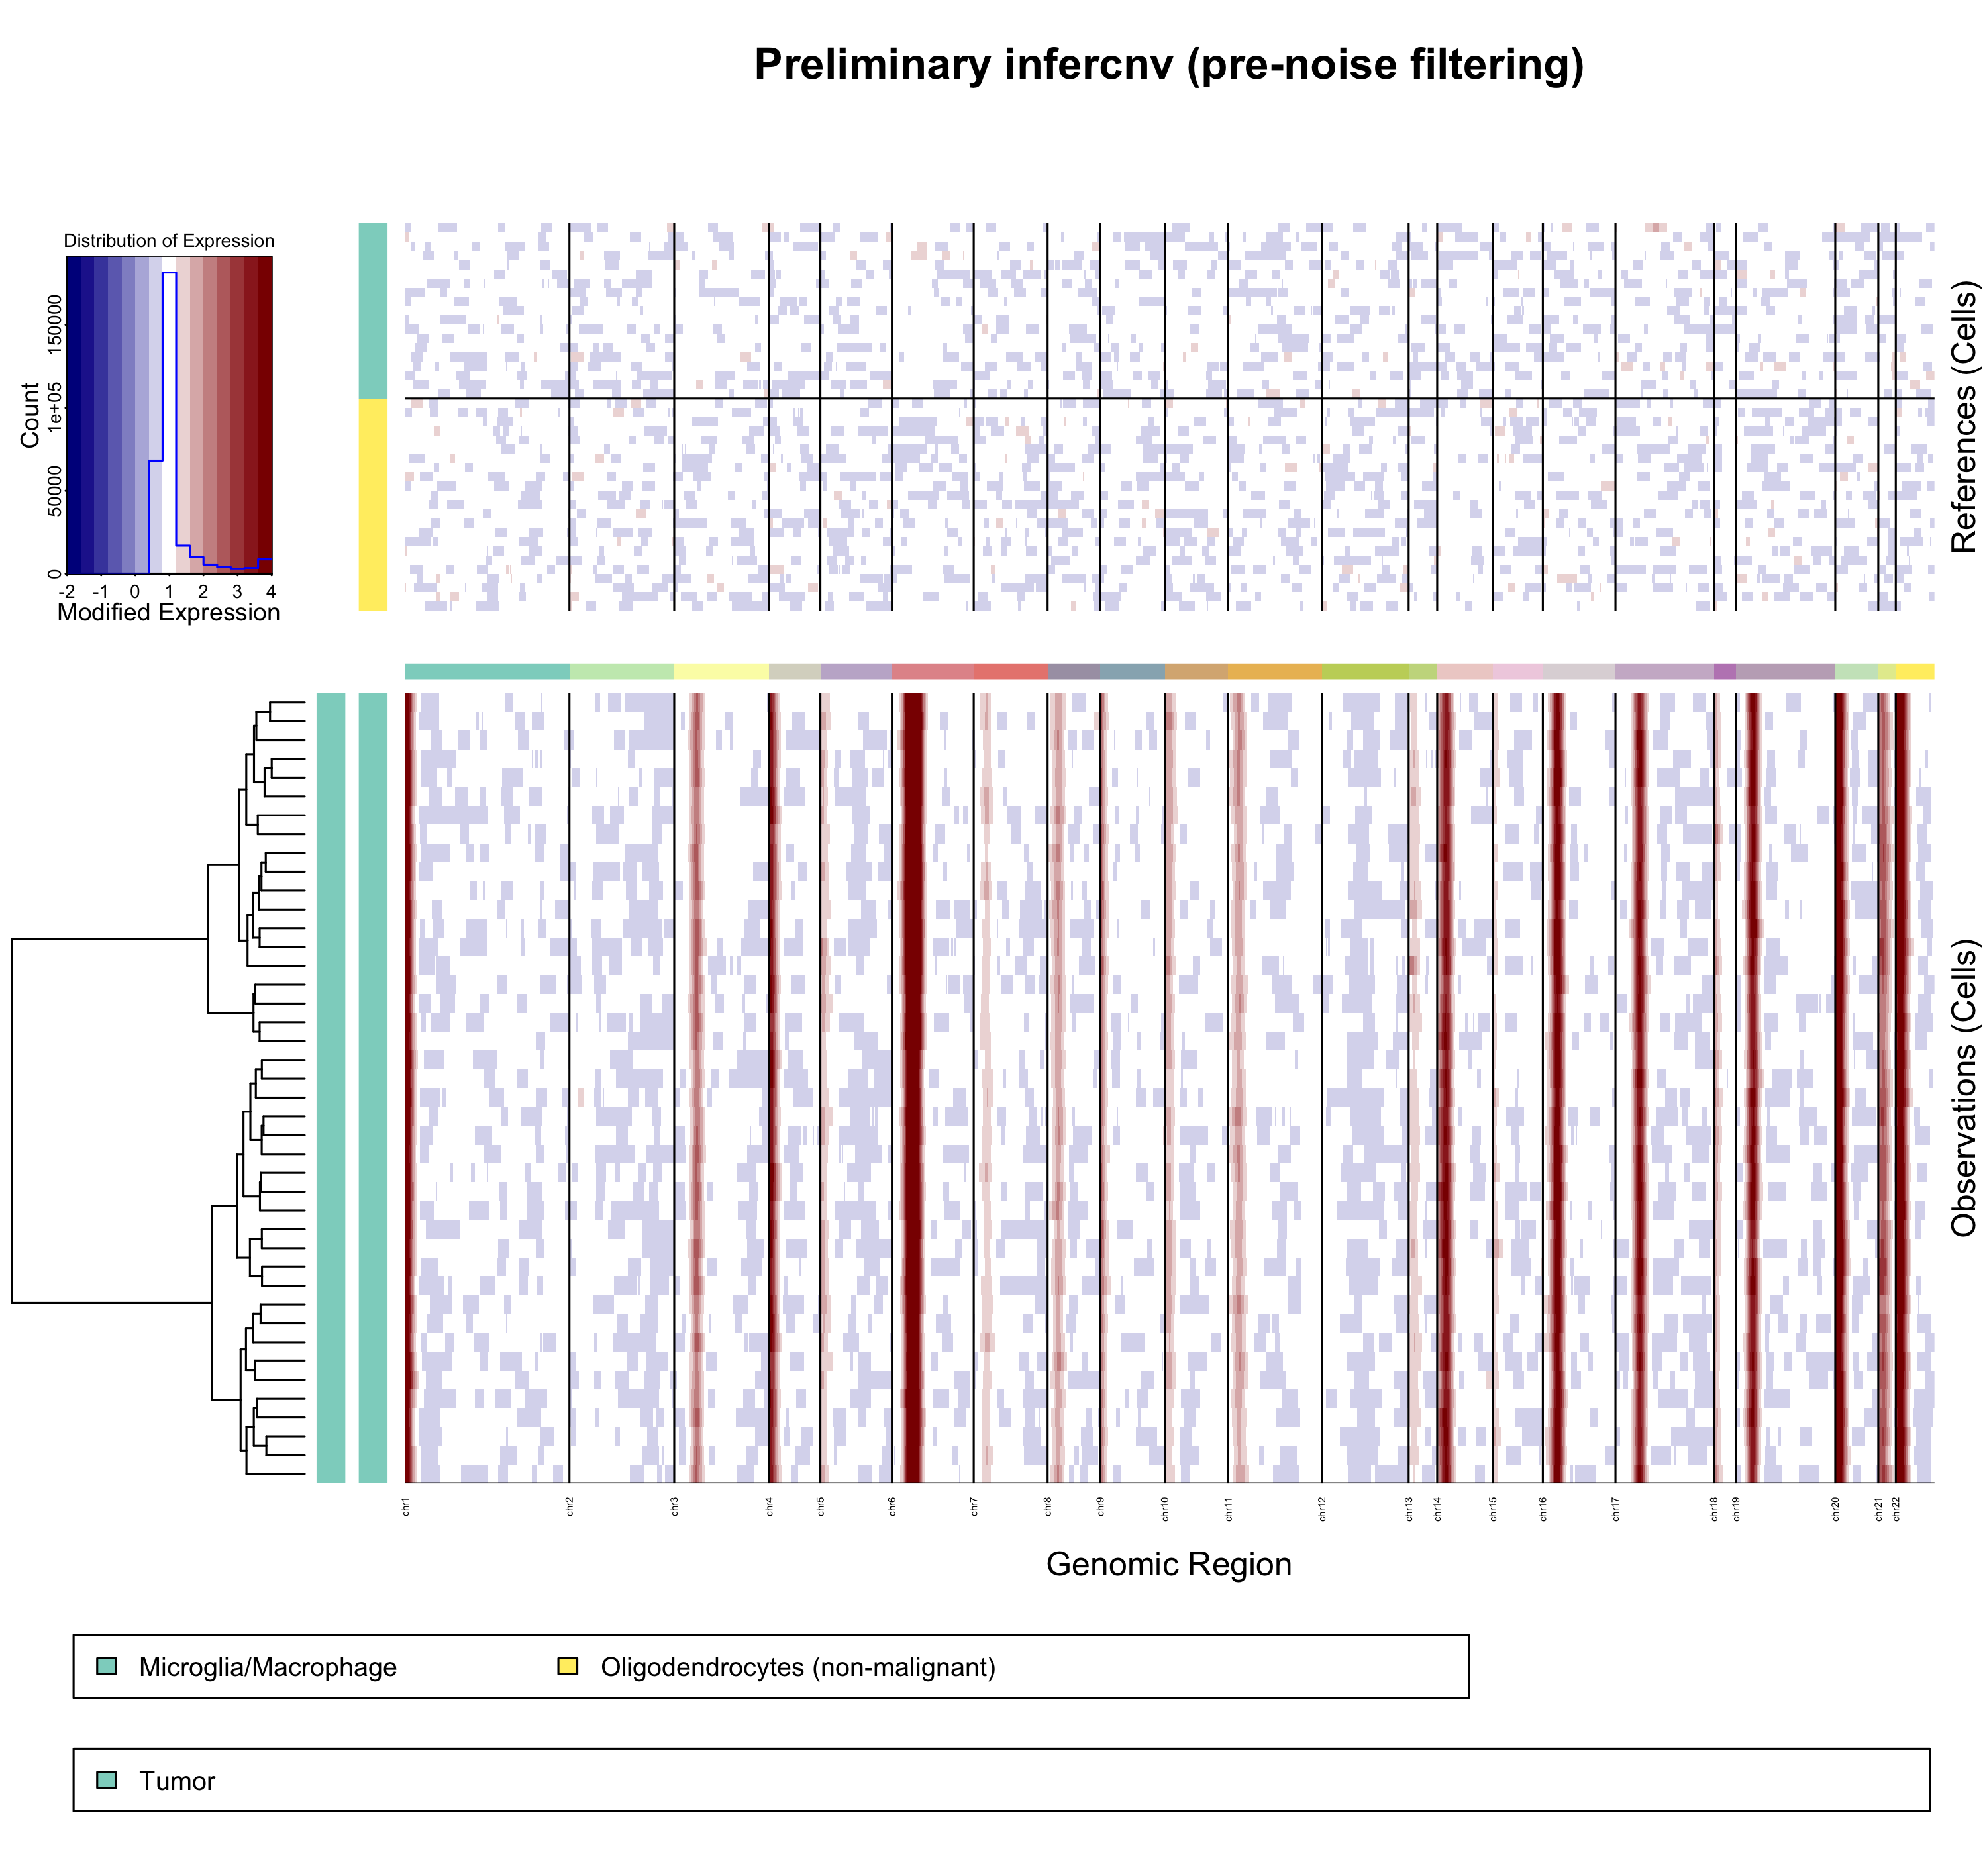 Preliminary infercnv (pre-noise filtering)
Distribution of Expression
Count
0
50000
1e+05
150000
-2 -1 0 1 2 3 4
Modified Expression
References (Cells)
Observations (Cells)
chr1 chr2 chr3 chr4 chr5 chr6 chr7 chr8 chr9 chr10 chr11 chr12 chr13 chr14 chr15 chr16 chr17 chr18 chr19 chr20 chr21 chr22
Genomic Region
Microglia/Macrophage Oligodendrocytes (non-malignant)
Tumor